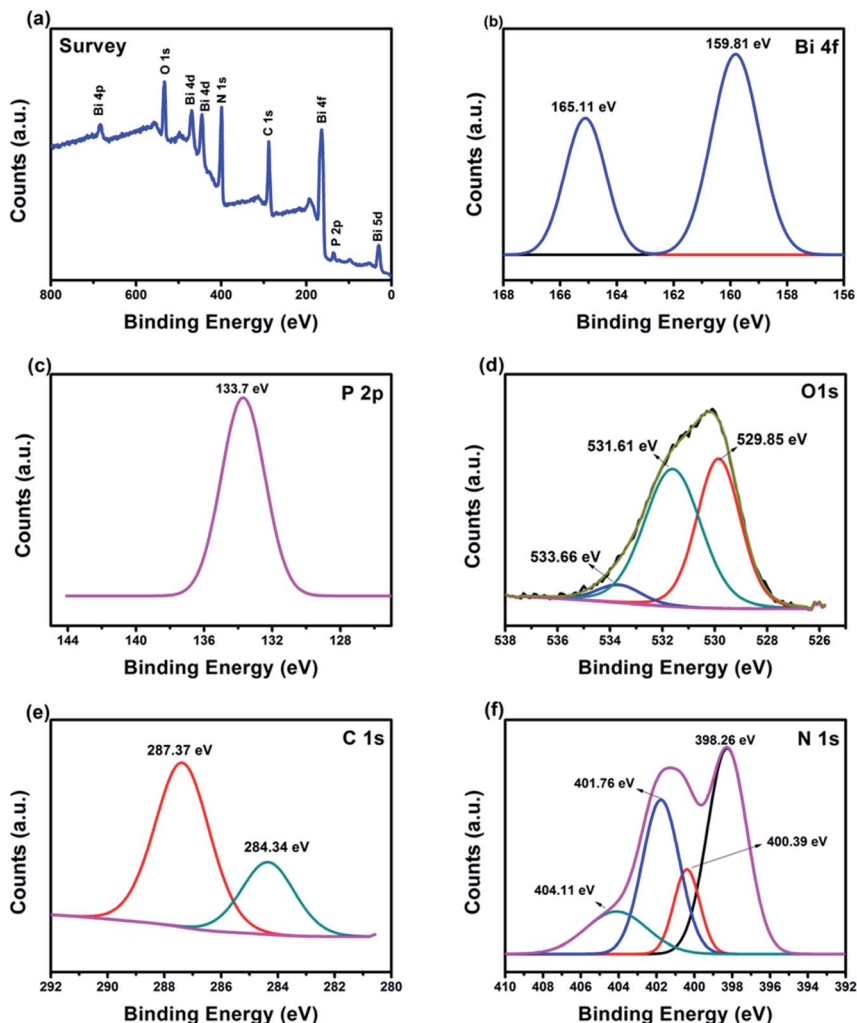 (a)
Survey
Bi 4p
O 1s
Bi 4d
Bi 4d
N 1s
C 1s
Bi 4f
P 2p
Bi 5d
Counts (a.u.)
800 600 400 200 0
Binding Energy (eV)
(b)
Bi 4f
165.11 eV
159.81 eV
Counts (a.u.)
168 166 164 162 160 158 156
Binding Energy (eV)
(c)
P 2p
133.7 eV
Counts (a.u.)
144 140 136 132 128
Binding Energy (eV)
(d)
O1s
531.61 eV
529.85 eV
533.66 eV
Counts (a.u.)
538 536 534 532 530 528 526
Binding Energy (eV)
(e)
C 1s
287.37 eV
284.34 eV
Counts (a.u.)
292 290 288 286 284 282 280
Binding Energy (eV)
(f)
N 1s
398.26 eV
401.76 eV
400.39 eV
404.11 eV
Counts (a.u.)
410 408 406 404 402 400 398 396 394 392
Binding Energy (eV)